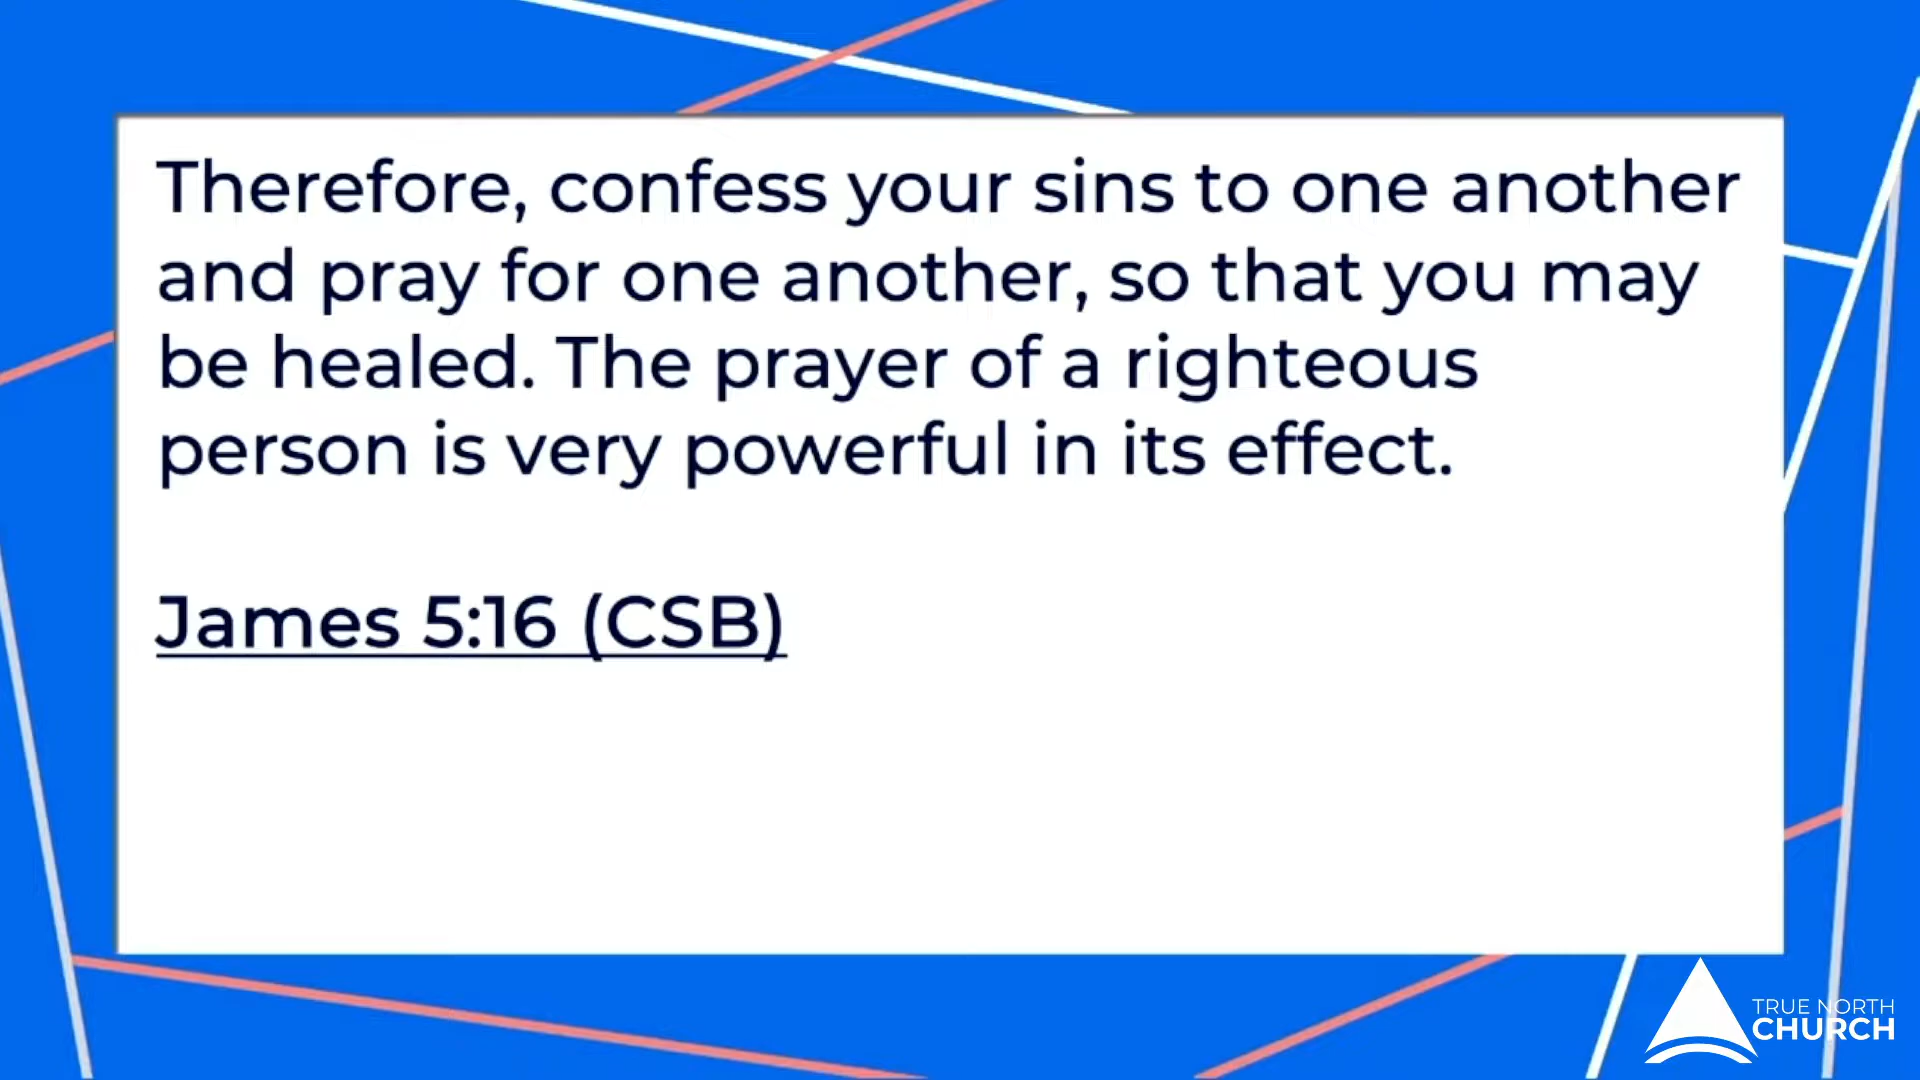 Therefore, confess your sins to one another
and pray for one another, so that you may
be healed. The prayer of a righteous
person is very powerful in its effect.
James 5:16 (CSB)
TRUE NORTH
CHURCH